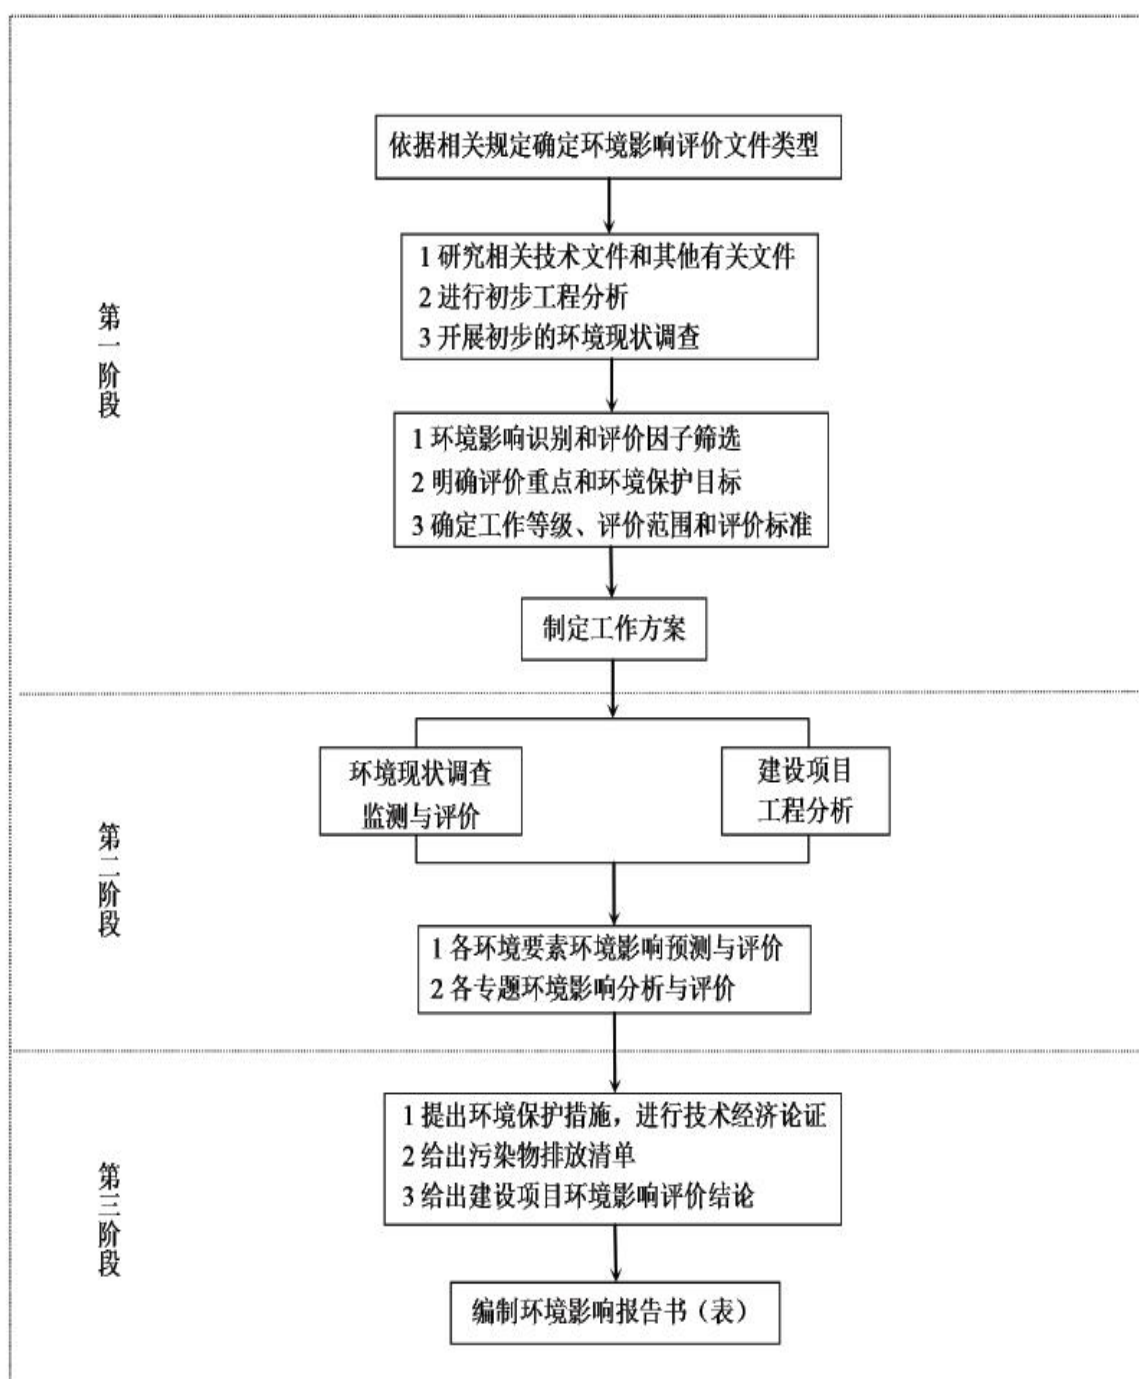 依据相关规定确定环境影响评价文件类型
1 研究相关技术文件和其他有关文件
2 进行初步工程分析
3 开展初步的环境现状调查
第一阶段
1 环境影响识别和评价因子筛选
2 明确评价重点和环境保护目标
3 确定工作等级、评价范围和评价标准
制定工作方案
环境现状调查
监测与评价
建设项目
工程分析
第二阶段
1 各环境要素环境影响预测与评价
2 各专题环境影响分析与评价
1 提出环境保护措施，进行技术经济论证
2 给出污染物排放清单
3 给出建设项目环境影响评价结论
第三阶段
编制环境影响报告书（表）